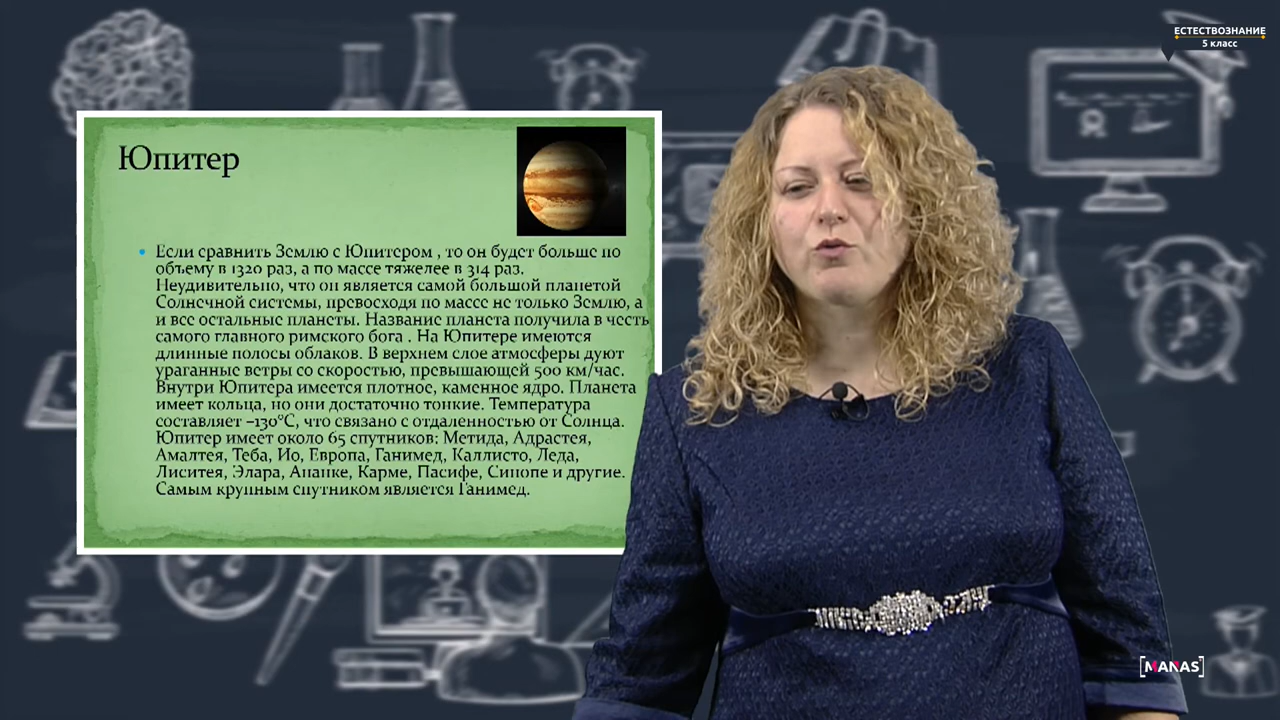 ЕСТЕСТВОЗНАНИЕ
5 класс
Юпитер
• Если сравнить Землю с Юпитером , то он будет больше по
объему в 1320 раз, а по массе тяжелее в 314 раз.
Неудивительно, что он является самой большой планетой
Солнечной системы, превосходя по массе не только Землю, а
и все остальные планеты. Название планета получила в честь
самого главного римского бога . На Юпитере имеются
длинные полосы облаков. В верхнем слое атмосферы дуют
ураганные ветры со скоростью, превышающей 500 км/час.
Внутри Юпитера имеется плотное, каменное ядро. Планета
имеет кольца, но они достаточно тонкие. Температура
составляет −130°C, что связано с отдаленностью от Солнца.
Юпитер имеет около 65 спутников: Метида, Адрастея,
Амалтея, Теба, Ио, Европа, Ганимед, Каллисто, Леда,
Лиситея, Элара, Ананке, Карме, Пасифе, Синопе и другие.
Самым крупным спутником является Ганимед.
[MANAS]